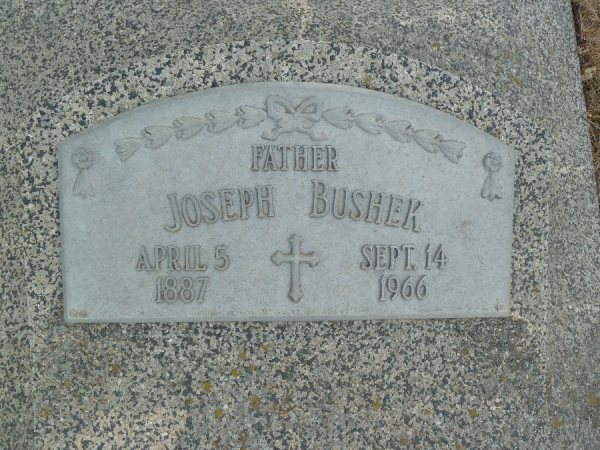 FATHER
JOSEPH BUSHEK
APRIL 5 SEPT. 14
1887 1966